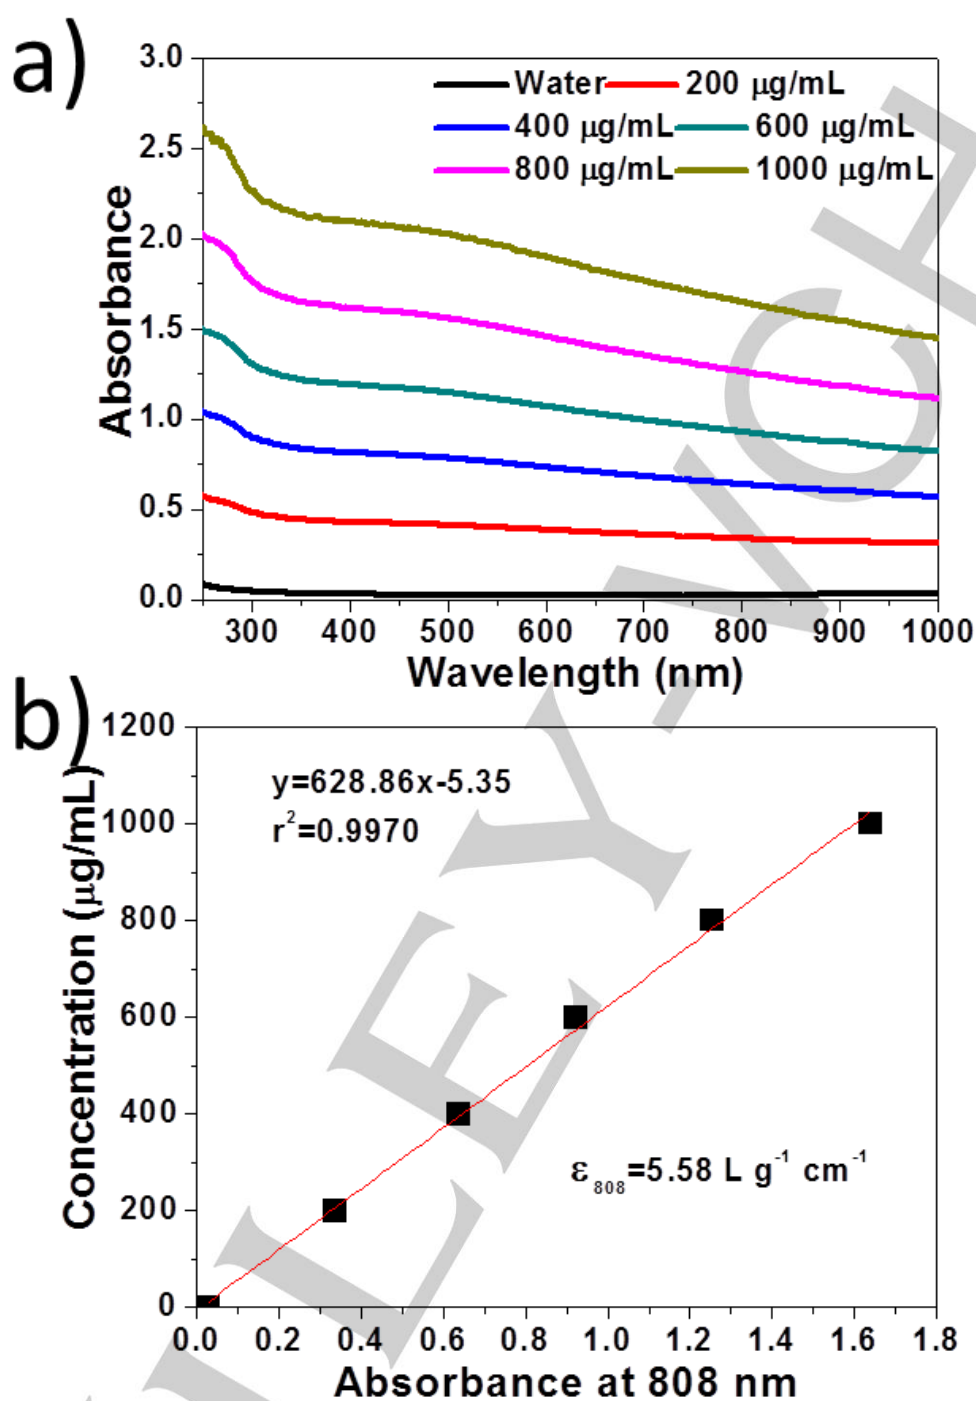 a)
3.0
2.5
2.0
1.5
1.0
0.5
0.0
Absorbance
Water 200 μg/mL
400 μg/mL 600 μg/mL
800 μg/mL 1000 μg/mL
300 400 500 600 700 800 900 1000
Wavelength (nm)
b)
1200
1000
800
600
400
200
0
Concentration (μg/mL)
y=628.86x-5.35
r²=0.9970
ε₈₀₈=5.58 L g⁻¹ cm⁻¹
0.0 0.2 0.4 0.6 0.8 1.0 1.2 1.4 1.6 1.8
Absorbance at 808 nm
LEY-VCH